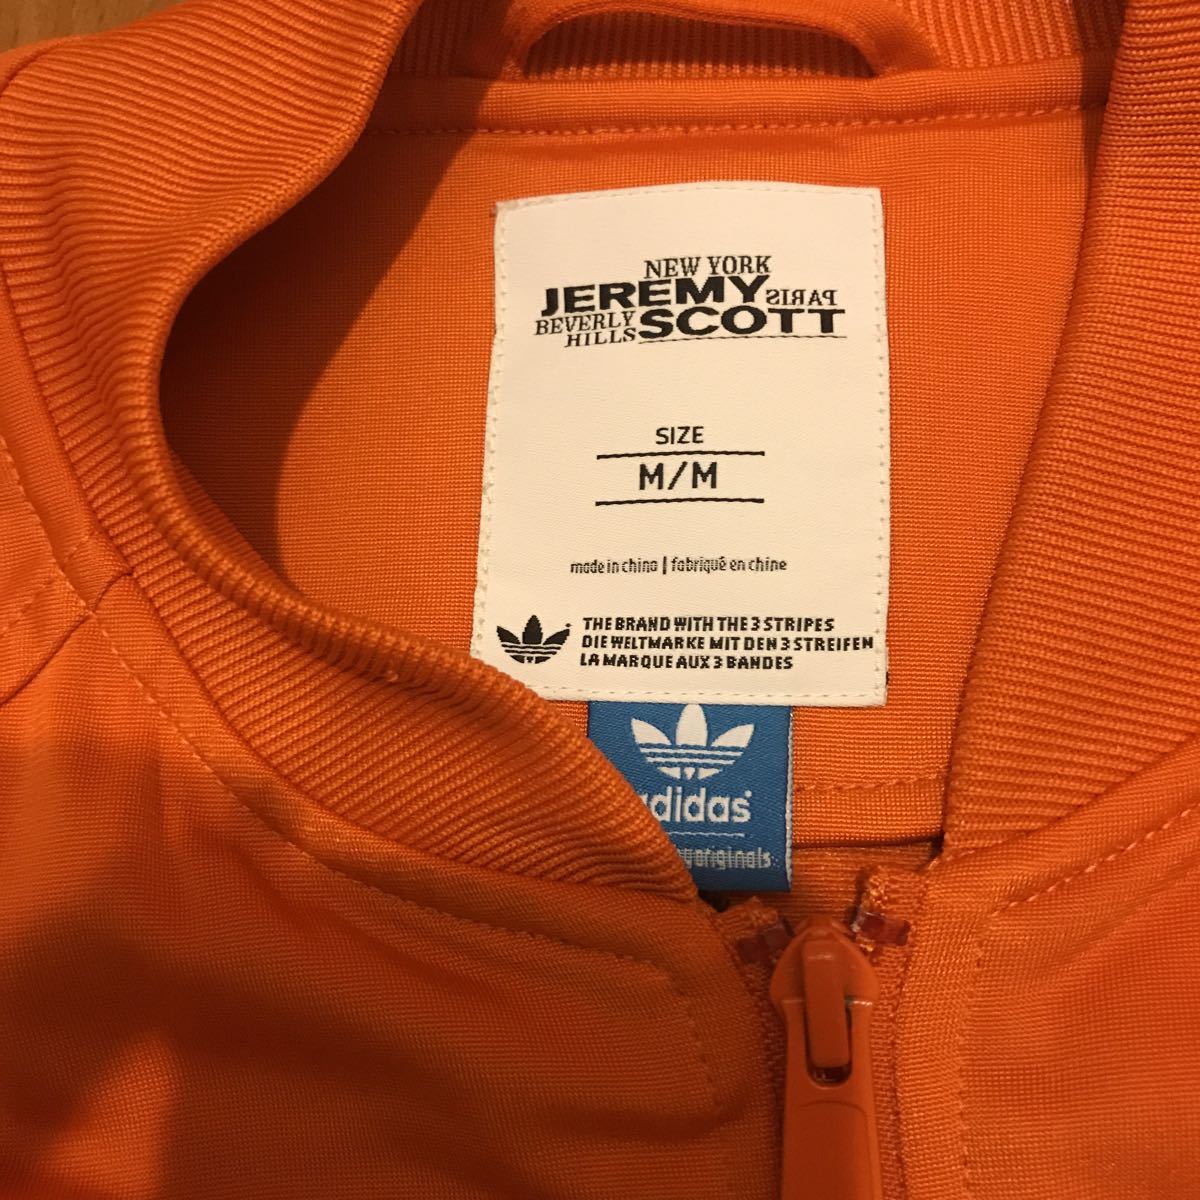 NEW YORK
JEREMY PARIS
BEVERLY SCOTT
HILLS
SIZE
M/M
made in china | fabriqué en chine
THE BRAND WITH THE 3 STRIPES
DIE WELTMARKE MIT DEN 3 STREIFEN
LA MARQUE AUX 3 BANDES
adidas
originals